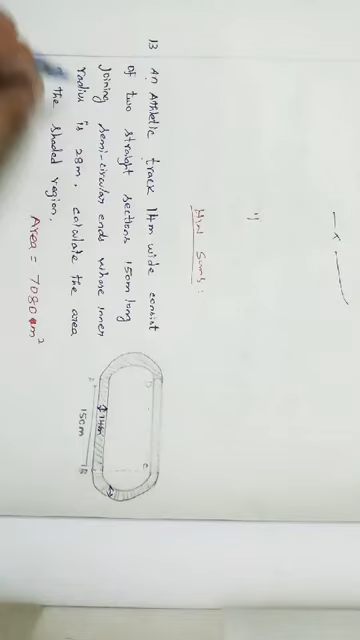 H/W Sums:
13 An Athletic track 14m wide consist
of two straight sections 150m long
joining semi-circular ends whose inner
radius is 28m. calculate the area
the shaded region.
Area = 7080 m²
14m
150m